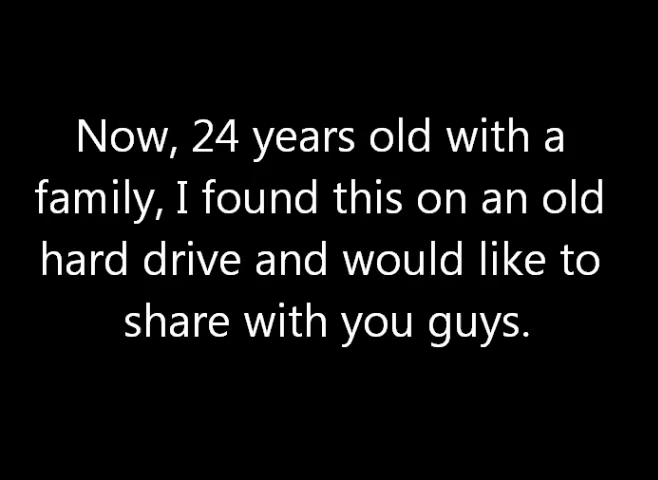 Now, 24 years old with a
family, I found this on an old
hard drive and would like to
share with you guys.